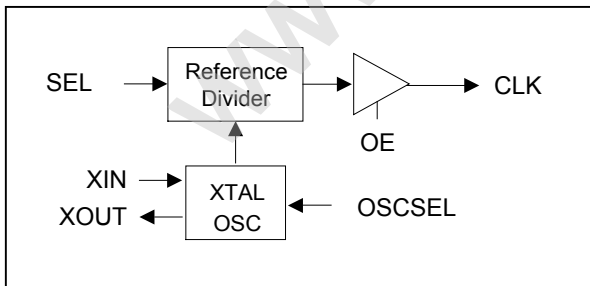 SEL
Reference
Divider
CLK
OE
XIN
XOUT
XTAL
OSC
OSCSEL